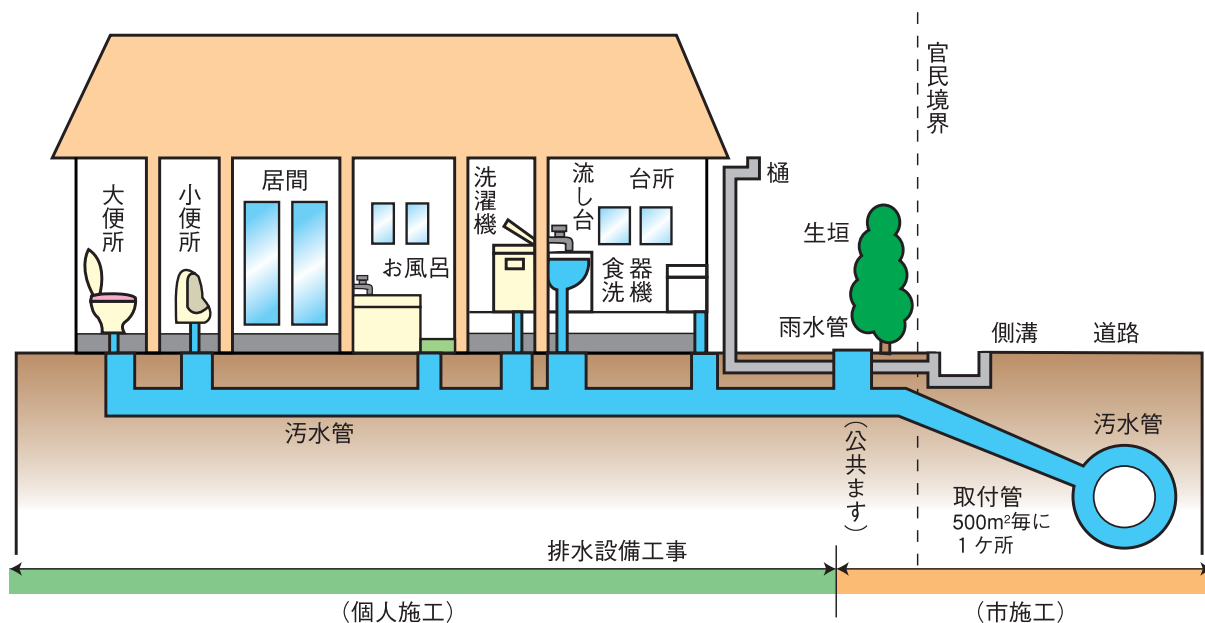 官民境界
大便所
小便所
居間
お風呂
洗濯機
流し台
台所
食器
洗機
樋
生垣
雨水管
側溝
道路
汚水管
(公共ます)
汚水管
取付管
500m²毎に
1ケ所
排水設備工事
(個人施工)
(市施工)